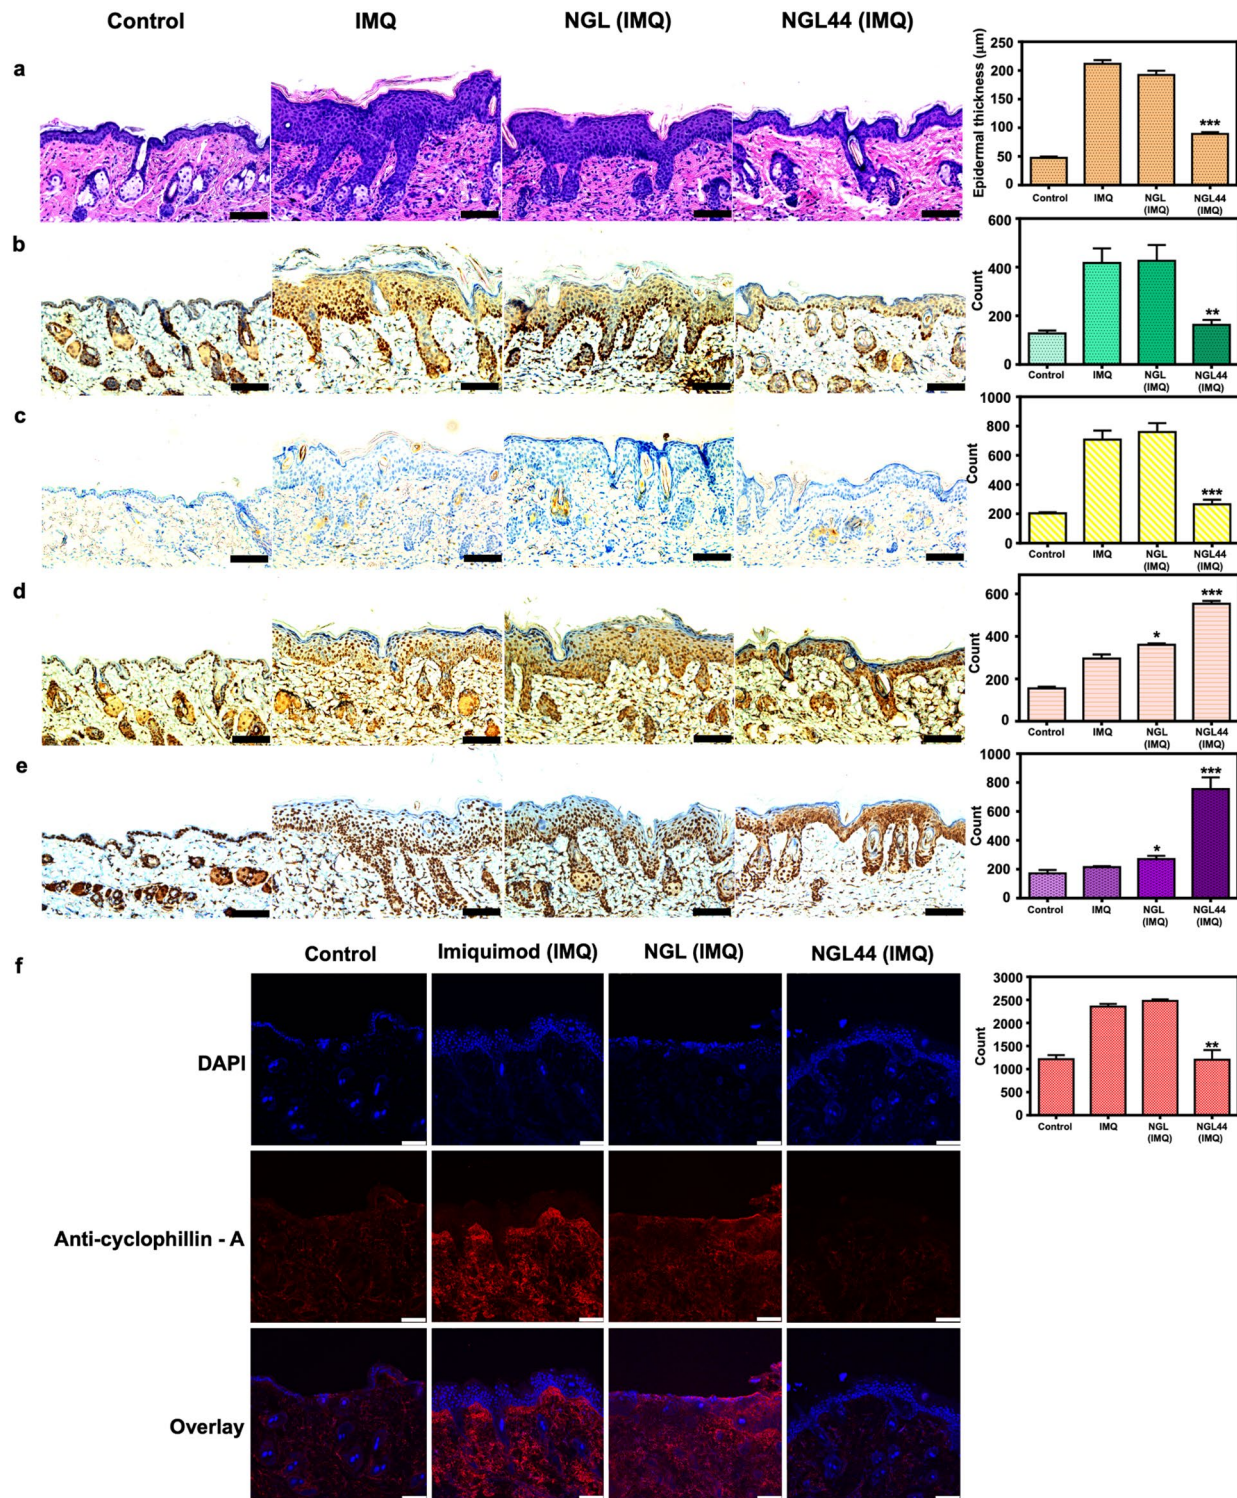 Control IMQ NGL (IMQ) NGL44 (IMQ)
a
Epidermal thickness (μm)
250
200
150
100
50
0
***
Control IMQ NGL (IMQ) NGL44 (IMQ)
b
Count
600
400
200
0
**
Control IMQ NGL (IMQ) NGL44 (IMQ)
c
Count
1000
800
600
400
200
0
***
Control IMQ NGL (IMQ) NGL44 (IMQ)
d
Count
600
400
200
0
*
***
Control IMQ NGL (IMQ) NGL44 (IMQ)
e
Count
1000
800
600
400
200
0
*
***
Control IMQ NGL (IMQ) NGL44 (IMQ)
f
Control Imiquimod (IMQ) NGL (IMQ) NGL44 (IMQ)
DAPI
Anti-cyclophillin - A
Overlay
Count
3000
2500
2000
1500
1000
500
0
**
Control IMQ NGL (IMQ) NGL44 (IMQ)